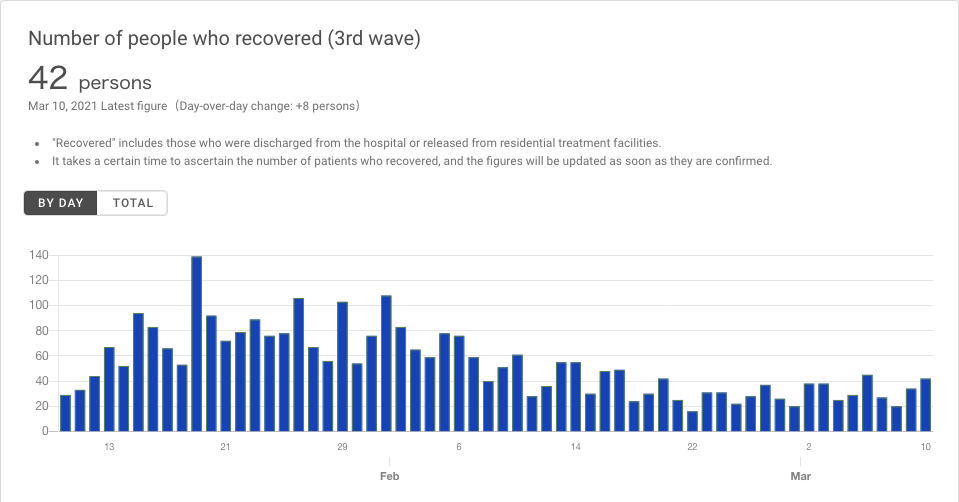 Number of people who recovered (3rd wave)
42 persons
Mar 10, 2021 Latest figure（Day-over-day change: +8 persons）
• "Recovered" includes those who were discharged from the hospital or released from residential treatment facilities.
• It takes a certain time to ascertain the number of patients who recovered, and the figures will be updated as soon as they are confirmed.
BY DAY TOTAL
140
120
100
80
60
40
20
0
13 21 29 6 14 22 2 10
Feb Mar